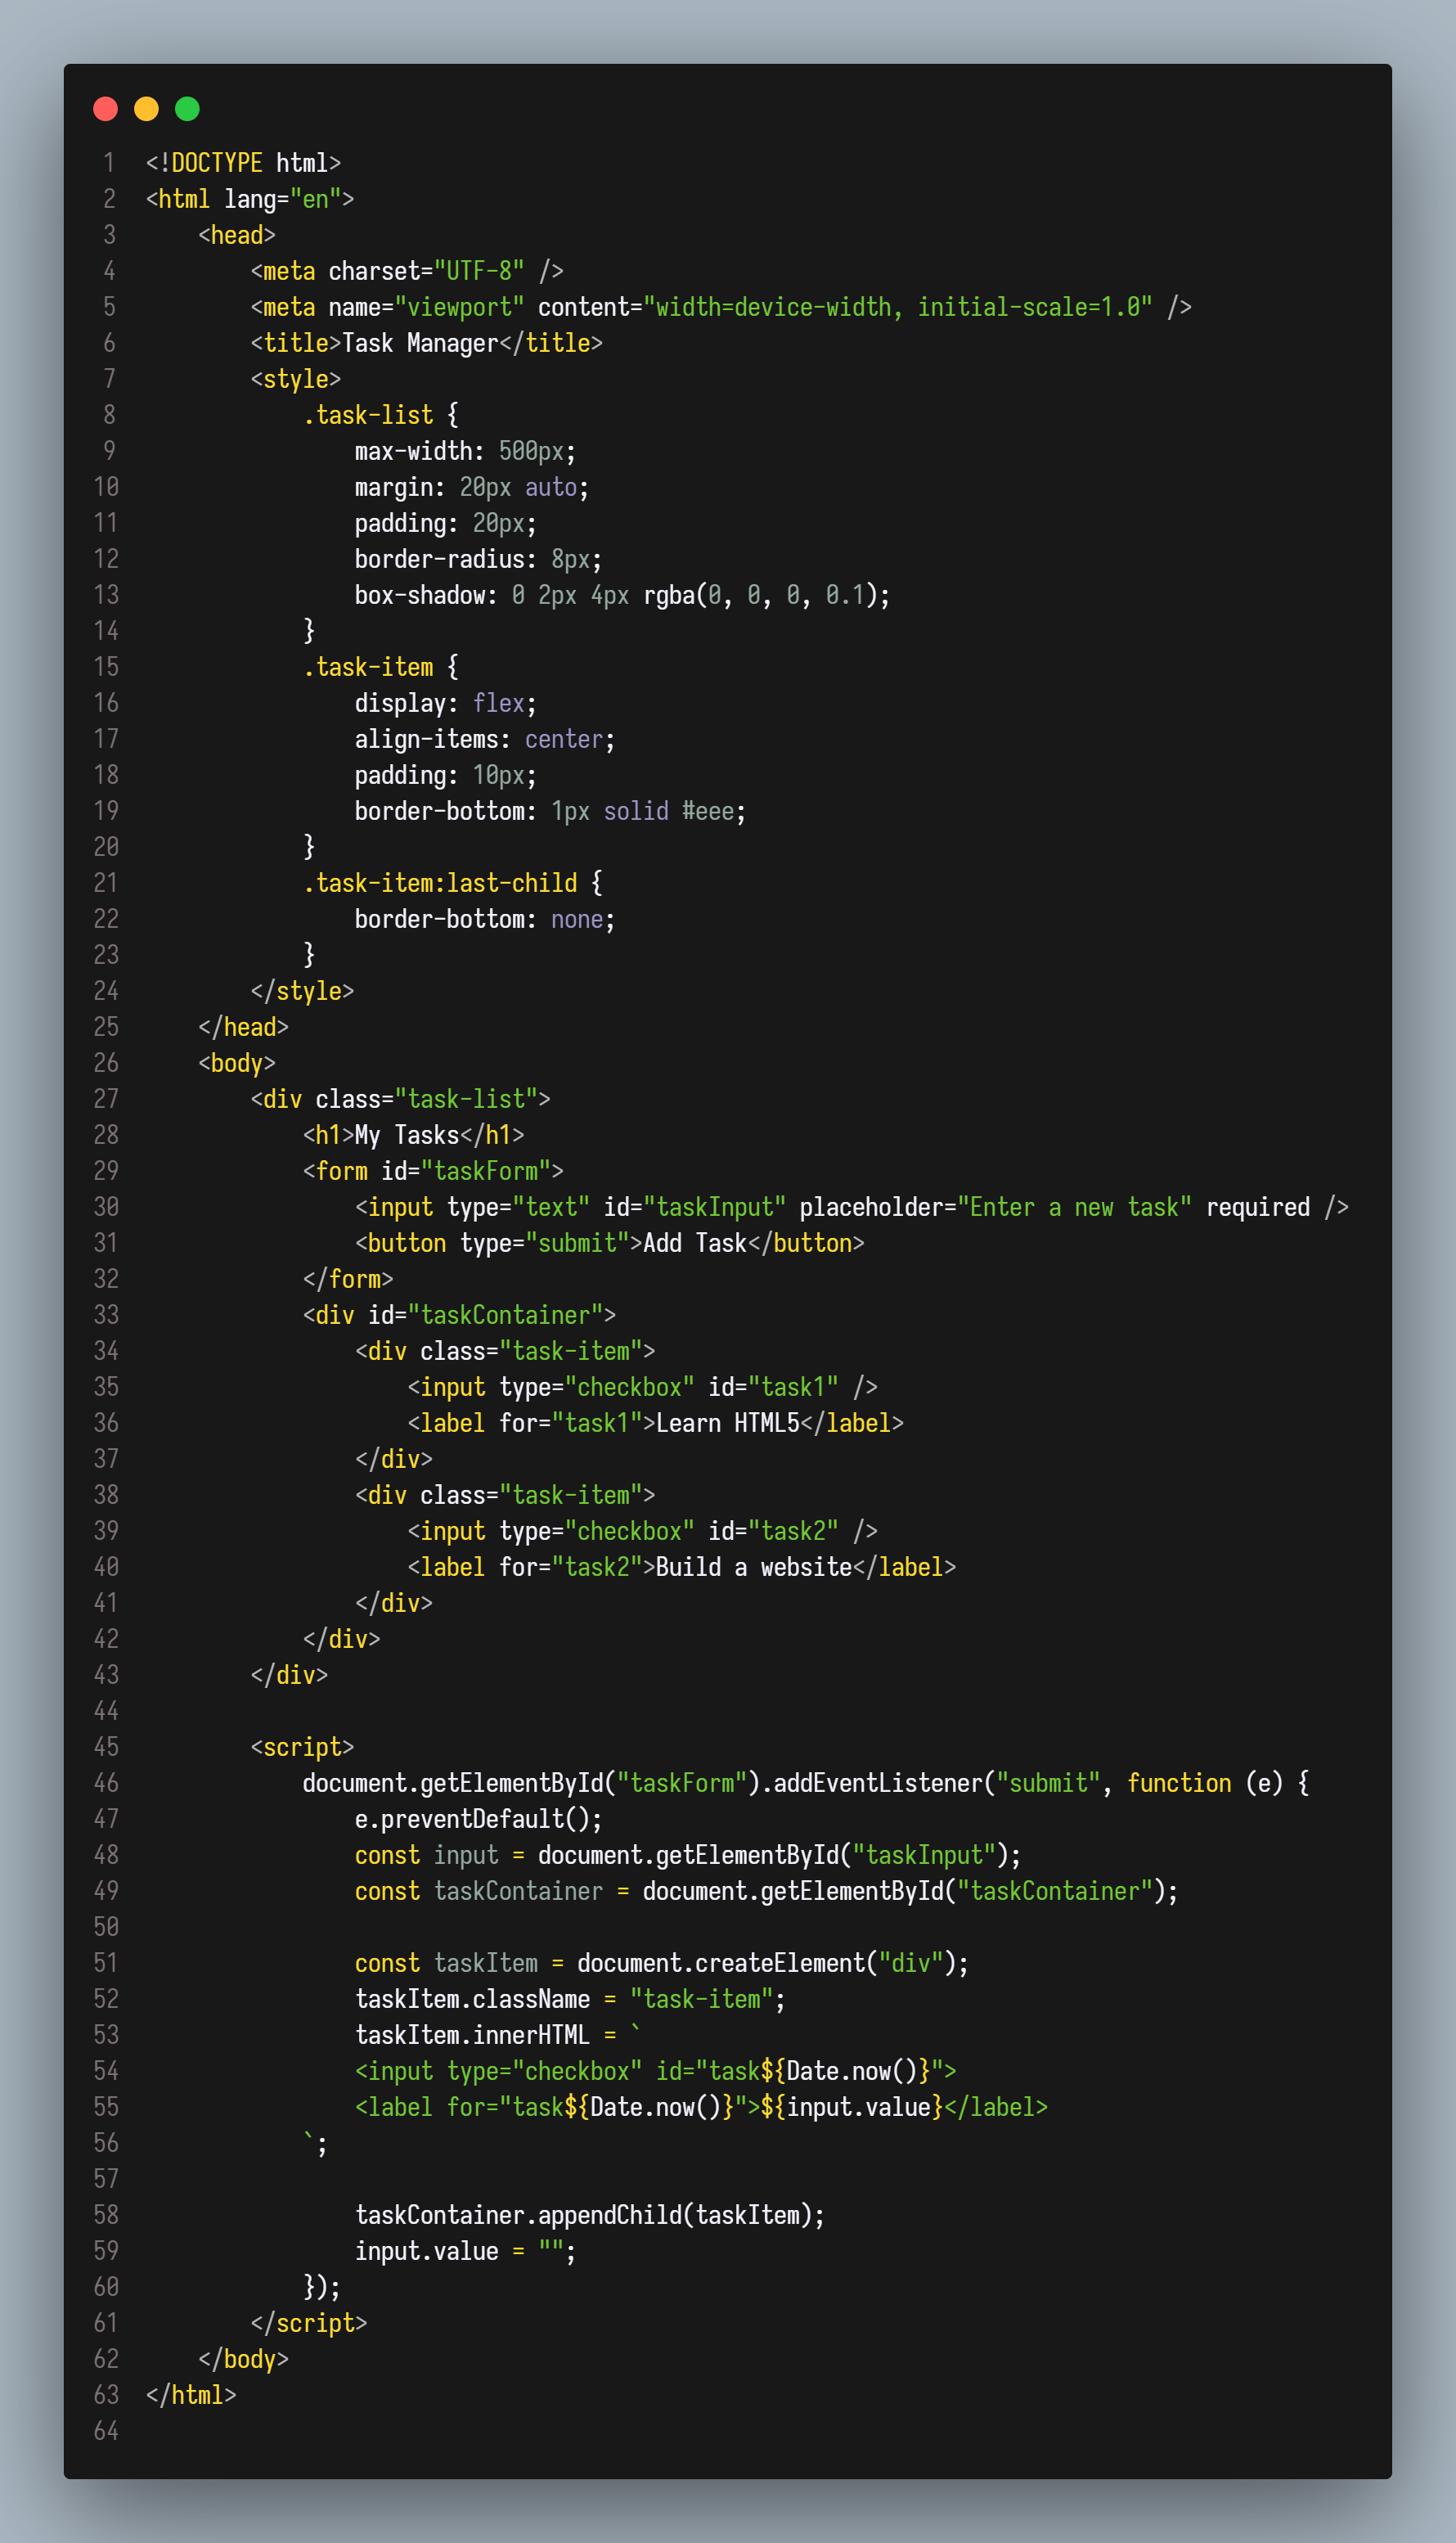 1 <!DOCTYPE html>
2 <html lang="en">
3     <head>
4         <meta charset="UTF-8" />
5         <meta name="viewport" content="width=device-width, initial-scale=1.0" />
6         <title>Task Manager</title>
7         <style>
8             .task-list {
9                 max-width: 500px;
10                 margin: 20px auto;
11                 padding: 20px;
12                 border-radius: 8px;
13                 box-shadow: 0 2px 4px rgba(0, 0, 0, 0.1);
14             }
15             .task-item {
16                 display: flex;
17                 align-items: center;
18                 padding: 10px;
19                 border-bottom: 1px solid #eee;
20             }
21             .task-item:last-child {
22                 border-bottom: none;
23             }
24         </style>
25     </head>
26     <body>
27         <div class="task-list">
28             <h1>My Tasks</h1>
29             <form id="taskForm">
30                 <input type="text" id="taskInput" placeholder="Enter a new task" required />
31                 <button type="submit">Add Task</button>
32             </form>
33             <div id="taskContainer">
34                 <div class="task-item">
35                     <input type="checkbox" id="task1" />
36                     <label for="task1">Learn HTML5</label>
37                 </div>
38                 <div class="task-item">
39                     <input type="checkbox" id="task2" />
40                     <label for="task2">Build a website</label>
41                 </div>
42             </div>
43         </div>
44
45         <script>
46             document.getElementById("taskForm").addEventListener("submit", function (e) {
47                 e.preventDefault();
48                 const input = document.getElementById("taskInput");
49                 const taskContainer = document.getElementById("taskContainer");
50
51                 const taskItem = document.createElement("div");
52                 taskItem.className = "task-item";
53                 taskItem.innerHTML = `
54                 <input type="checkbox" id="task${Date.now()}">
55                 <label for="task${Date.now()}">${input.value}</label>
56             `;
57
58                 taskContainer.appendChild(taskItem);
59                 input.value = "";
60             });
61         </script>
62     </body>
63 </html>
64